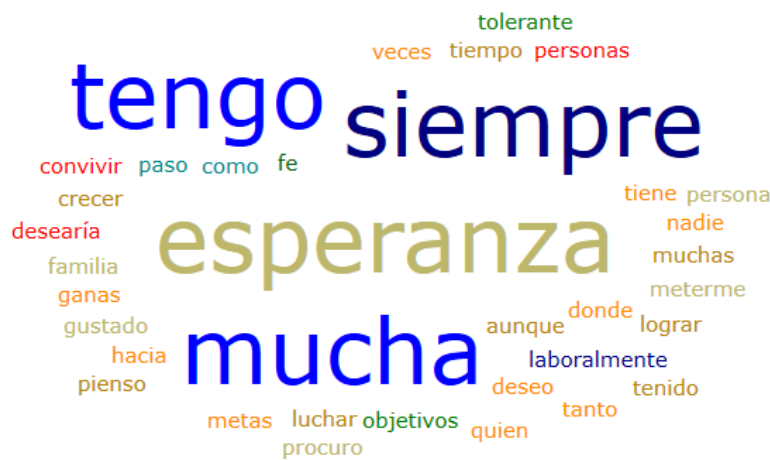 tolerante
veces tiempo personas
tengo siempre
convivir paso como fe
crecer tiene persona
desearía esperanza nadie
familia muchas
ganas meterme
gustado mucha aunque donde lograr
hacia laboralmente
pienso deseo tenido
metas luchar objetivos quien tanto
procuro